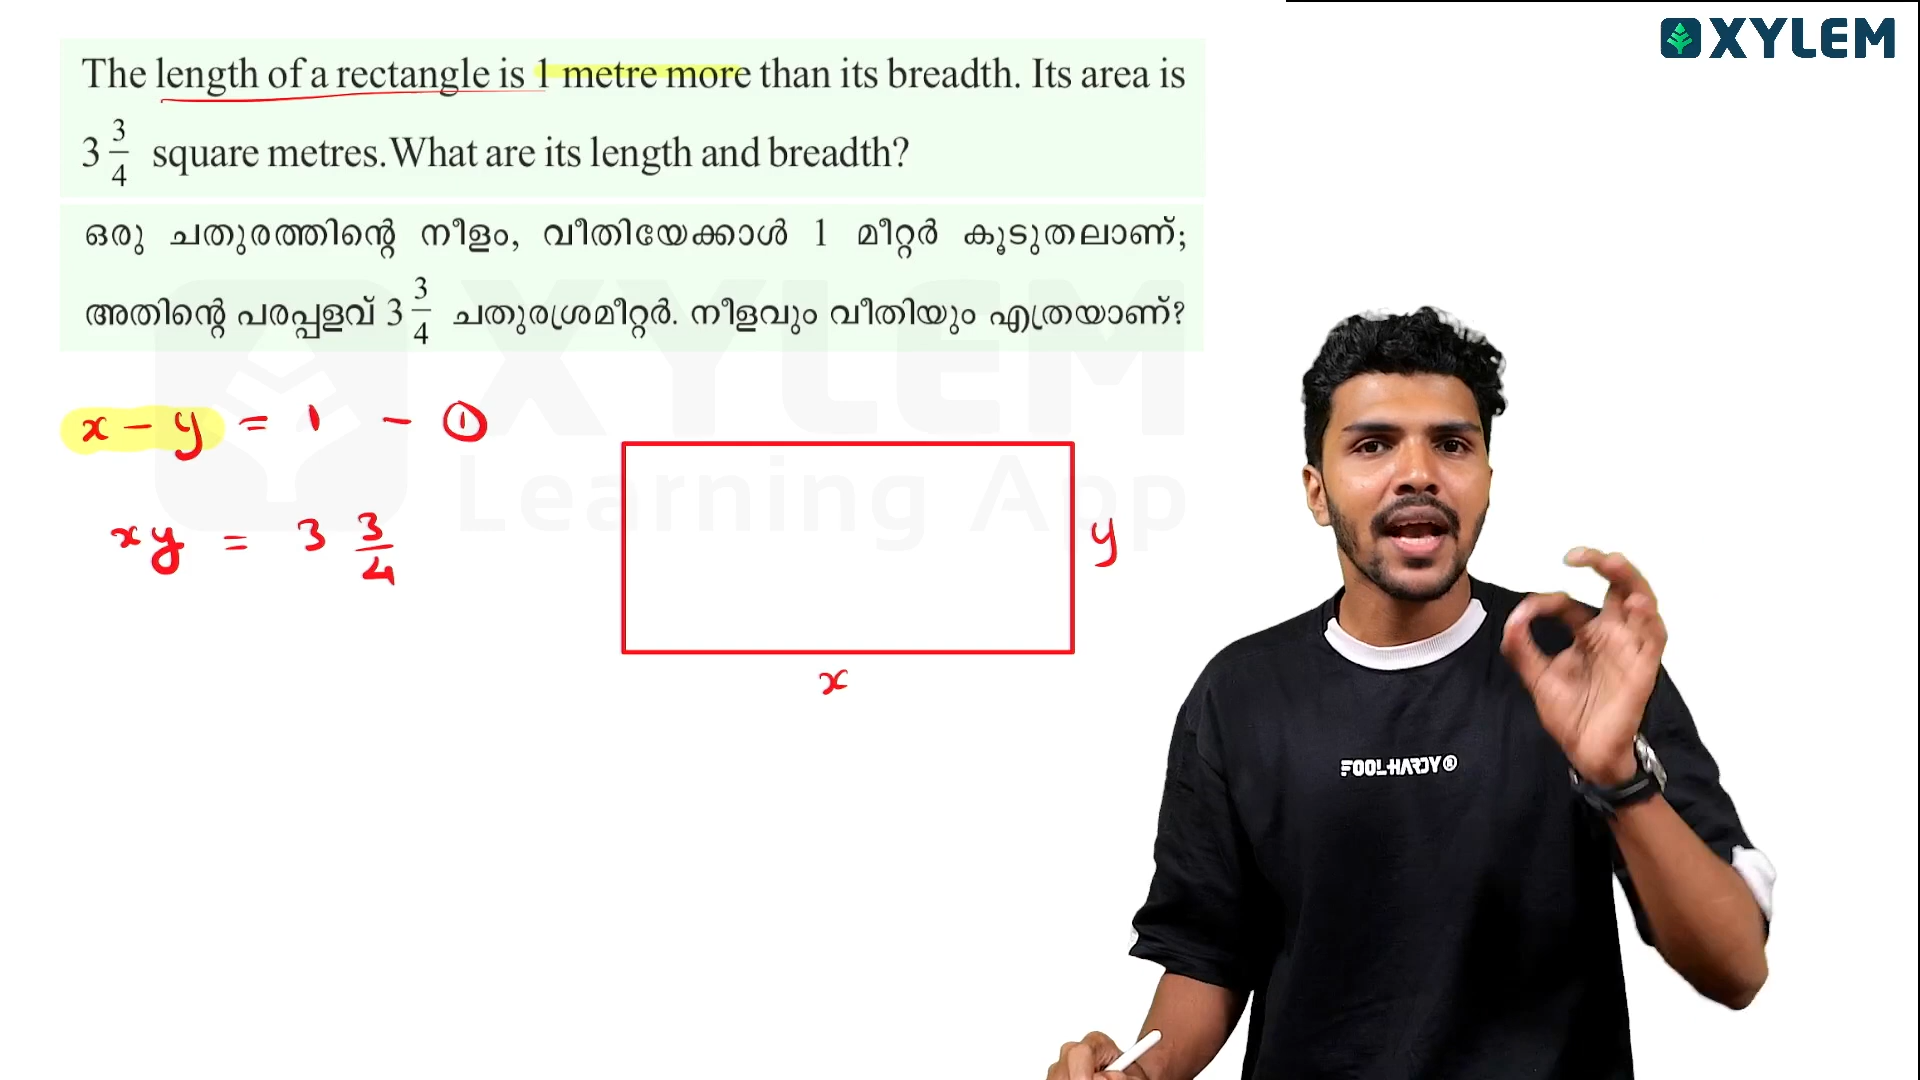 XYLEM
The length of a rectangle is 1 metre more than its breadth. Its area is
3 3/4 square metres. What are its length and breadth?
ഒരു ചതുരത്തിന്റെ നീളം, വീതിയേക്കാൾ 1 മീറ്റർ കൂടുതലാണ്;
അതിന്റെ പരപ്പളവ് 3 3/4 ചതുരശ്രമീറ്റർ. നീളവും വീതിയും എത്രയാണ്?
XYLEM
Learning App
x - y = 1 - ①
xy = 3 3/4
y
x
FOOLHARDY®